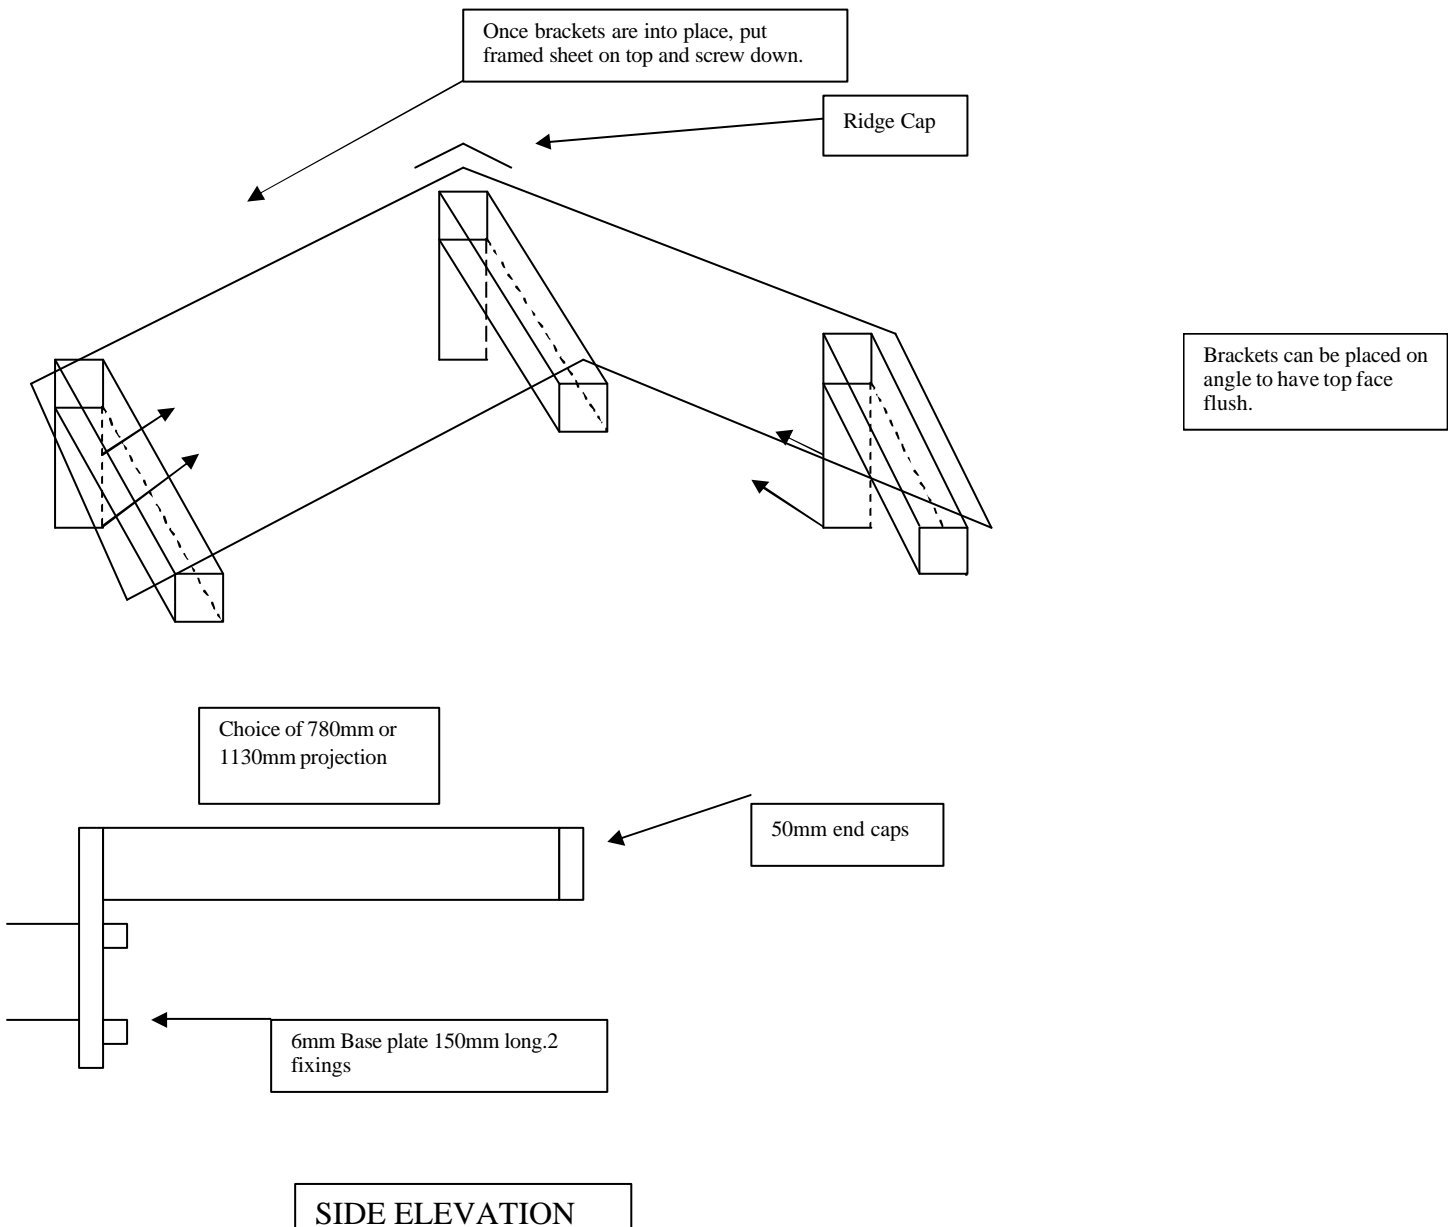 Once brackets are into place, put
framed sheet on top and screw down.
Ridge Cap
Brackets can be placed on
angle to have top face
flush.
Choice of 780mm or
1130mm projection
50mm end caps
6mm Base plate 150mm long.2
fixings
SIDE ELEVATION